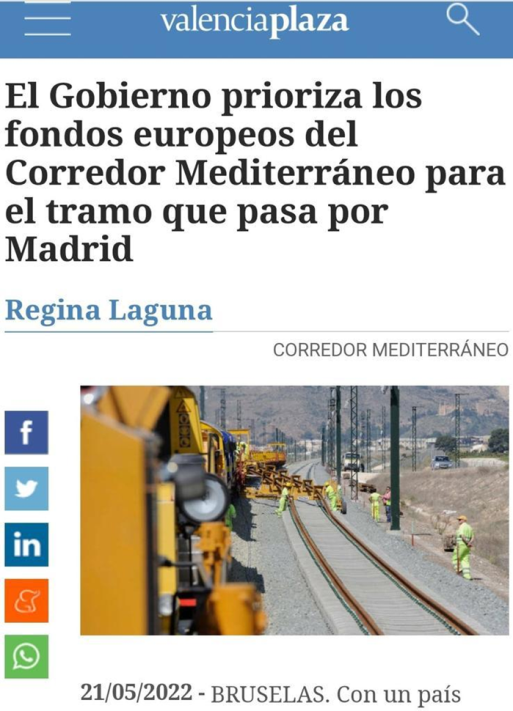 valenciaplaza
El Gobierno prioriza los
fondos europeos del
Corredor Mediterráneo para
el tramo que pasa por
Madrid
Regina Laguna
CORREDOR MEDITERRÁNEO
f
in
21/05/2022 - BRUSELAS. Con un país